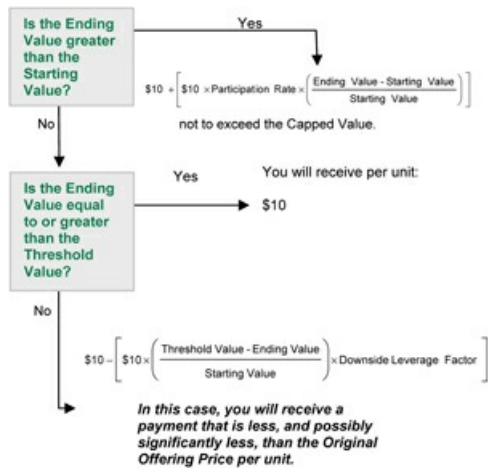 Is the Ending
Value greater
than the
Starting
Value?
Yes
$10 + [$10 × Participation Rate × (Ending Value - Starting Value / Starting Value)]
not to exceed the Capped Value.
No
Is the Ending
Value equal
to or greater
than the
Threshold
Value?
Yes
You will receive per unit:
$10
No
$10 − [$10 × (Threshold Value - Ending Value / Starting Value) × Downside Leverage Factor]
In this case, you will receive a
payment that is less, and possibly
significantly less, than the Original
Offering Price per unit.